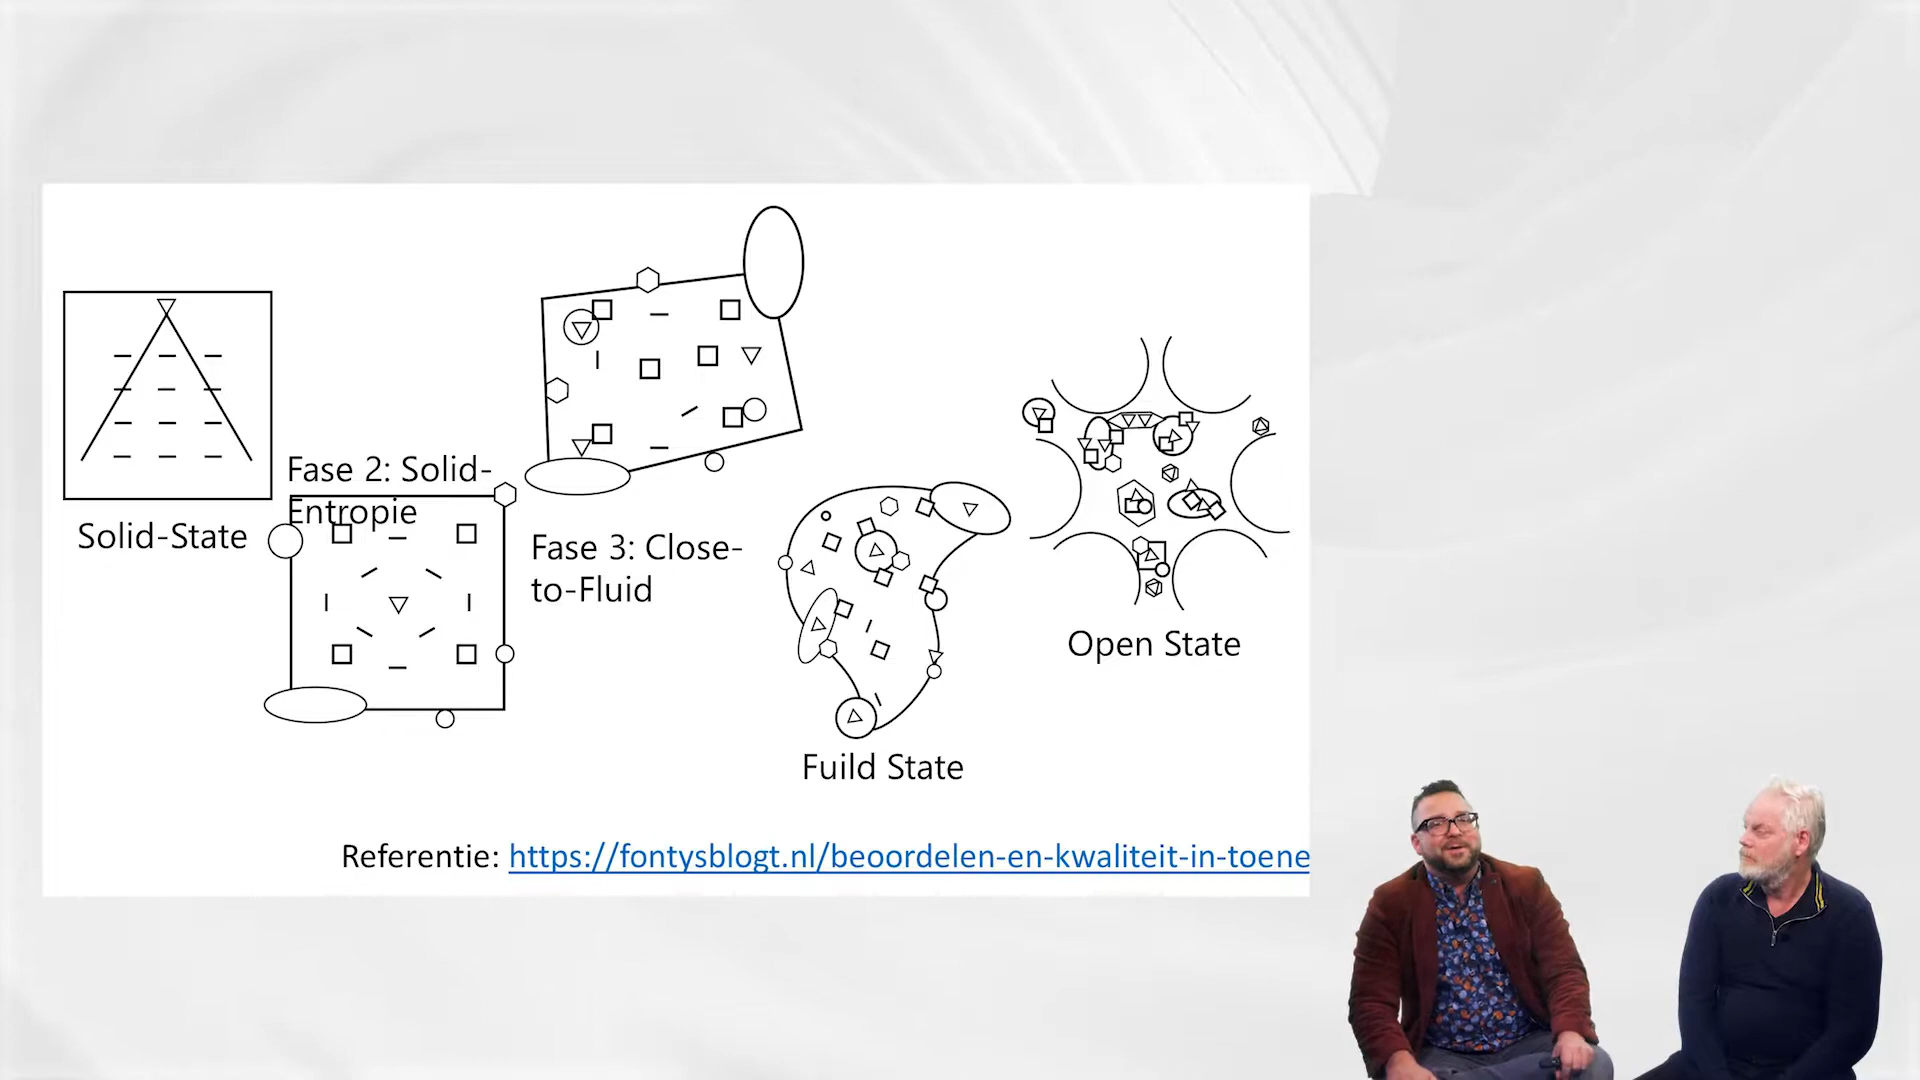 Solid-State
Fase 2: Solid-
Entropie
Fase 3: Close-
to-Fluid
Fuild State
Open State
Referentie: https://fontysblogt.nl/beoordelen-en-kwaliteit-in-toene